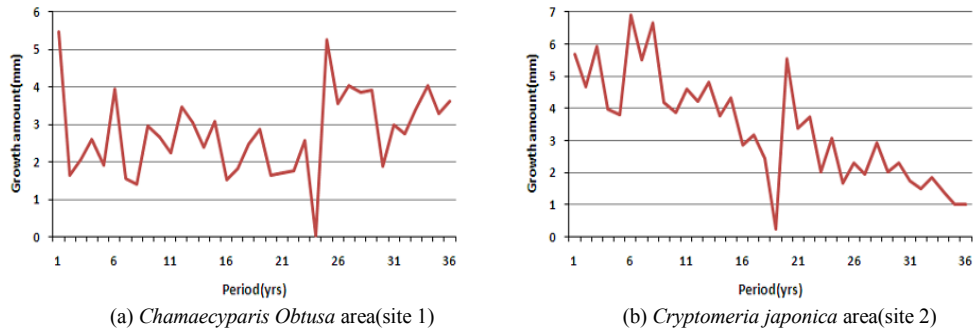 6
5
4
3
2
1
0
Growth amount(mm)
1 6 11 16 21 26 31 36
Period(yrs)
(a) Chamaecyparis Obtusa area(site 1)
7
6
5
4
3
2
1
0
Growth amount(mm)
1 6 11 16 21 26 31 36
Period(yrs)
(b) Cryptomeria japonica area(site 2)